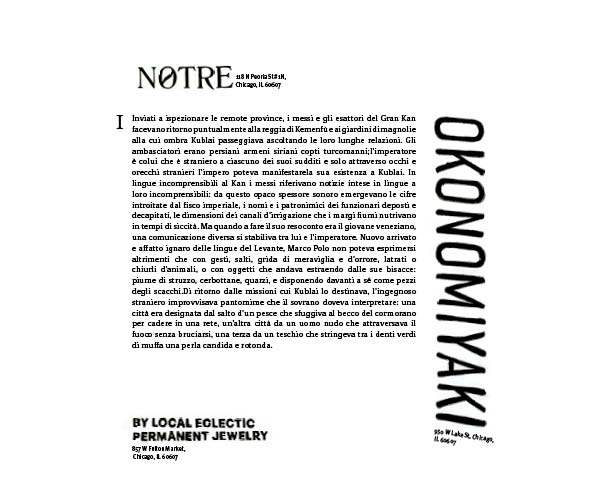 NØTRE
118 N Peoria St #1N,
Chicago, IL 60607
I
Inviati a ispezionare le remote province, i messi e gli esattori del Gran Kan
facevano ritorno puntualmente alla reggia di Kemenfù e ai giardini di magnolie
alla cui ombra Kublai passeggiava ascoltando le loro lunghe relazioni. Gli
ambasciatori erano persiani armeni siriani copti turcomanni;l'imperatore
è colui che è straniero a ciascuno dei suoi sudditi e solo attraverso occhi e
orecchi stranieri l'impero poteva manifestarela sua esistenza a Kublai. In
lingue incomprensibili al Kan i messi riferivano notizie intese in lingue a
loro incomprensibili: da questo opaco spessore sonoro emergevano le cifre
introitate dal fisco imperiale, i nomi e i patronimici dei funzionari deposti e
decapitati, le dimensioni dei canali d'irrigazione che i magri fiumi nutrivano
in tempi di siccità. Ma quando a fare il suo resoconto era il giovane veneziano,
una comunicazione diversa si stabiliva tra lui e l'imperatore. Nuovo arrivato
e affatto ignaro delle lingue del Levante, Marco Polo non poteva esprimersi
altrimenti che con gesti, salti, grida di meraviglia e d'orrore, latrati o
chiurli d'animali, o con oggetti che andava estraendo dalle sue bisacce:
piume di struzzo, cerbottane, quarzi, e disponendo davanti a sé come pezzi
degli scacchi.Di ritorno dalle missioni cui Kublai lo destinava, l'ingegnoso
straniero improvvisava pantomime che il sovrano doveva interpretare: una
città era designata dal salto d'un pesce che sfuggiva al becco del cormorano
per cadere in una rete, un'altra città da un uomo nudo che attraversava il
fuoco senza bruciarsi, una terza da un teschio che stringeva tra i denti verdi
di muffa una perla candida e rotonda.
OKONOMIYAKI
950 W Lake St, Chicago,
IL 60607
BY LOCAL ECLECTIC
PERMANENT JEWELRY
857 W Fulton Market,
Chicago, IL 60607